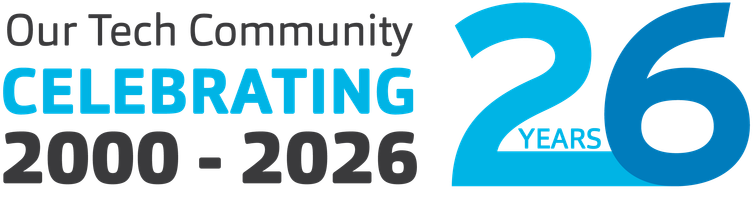 Our Tech Community
CELEBRATING
2000 - 2026
26
YEARS